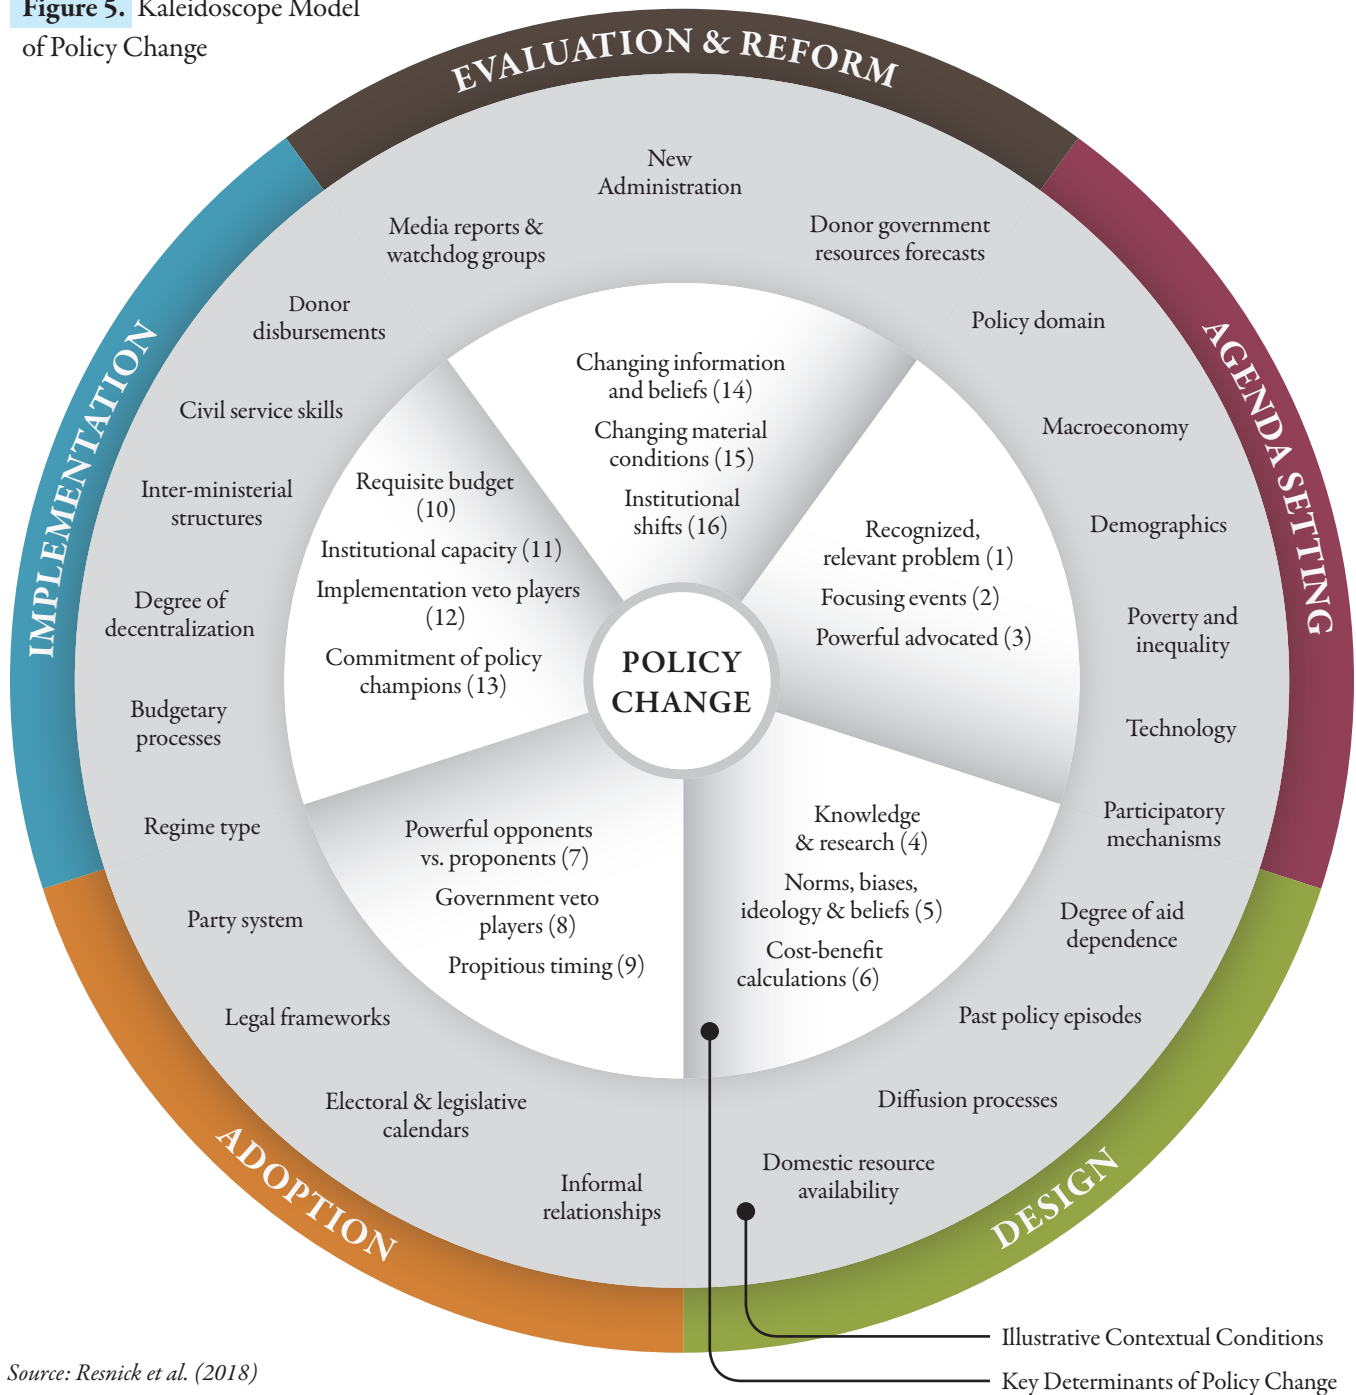 Figure 5. Kaleidoscope Model
of Policy Change
EVALUATION & REFORM
AGENDA SETTING
DESIGN
ADOPTION
IMPLEMENTATION
New
Administration
Media reports &
watchdog groups
Donor government
resources forecasts
Donor
disbursements
Policy domain
Civil service skills
Macroeconomy
Inter-ministerial
structures
Demographics
Degree of
decentralization
Poverty and
inequality
Budgetary
processes
Technology
Regime type
Participatory
mechanisms
Party system
Degree of aid
dependence
Legal frameworks
Past policy episodes
Electoral & legislative
calendars
Diffusion processes
Informal
relationships
Domestic resource
availability
Changing information
and beliefs (14)
Changing material
conditions (15)
Institutional
shifts (16)
Requisite budget
(10)
Institutional capacity (11)
Implementation veto players
(12)
Commitment of policy
champions (13)
Recognized,
relevant problem (1)
Focusing events (2)
Powerful advocated (3)
POLICY
CHANGE
Powerful opponents
vs. proponents (7)
Government veto
players (8)
Propitious timing (9)
Knowledge
& research (4)
Norms, biases,
ideology & beliefs (5)
Cost-benefit
calculations (6)
Illustrative Contextual Conditions
Key Determinants of Policy Change
Source: Resnick et al. (2018)